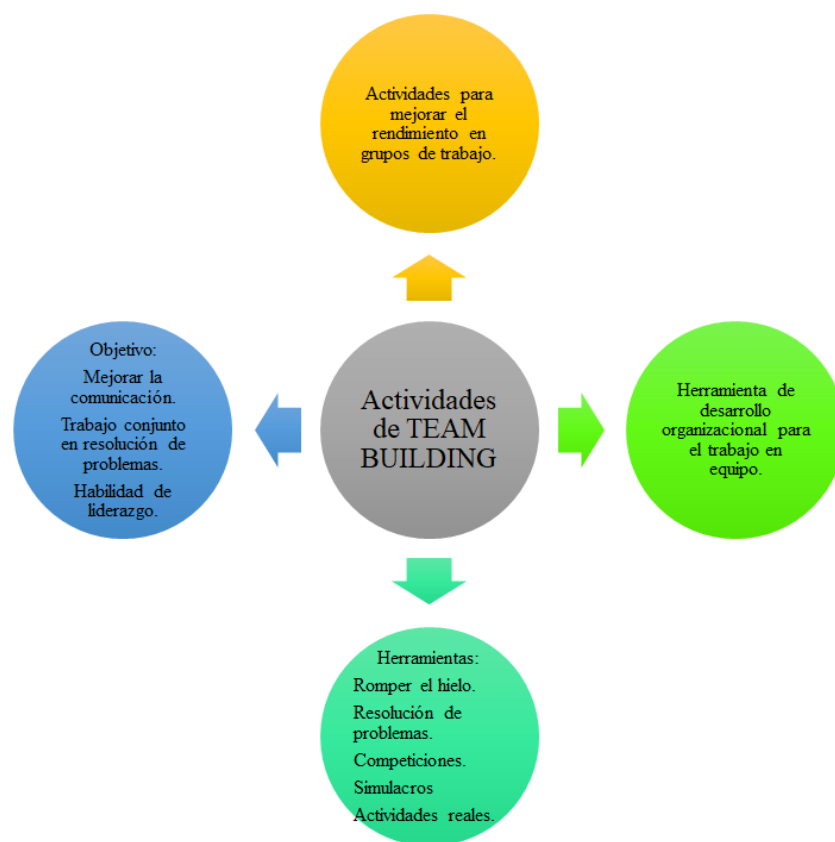 Actividades para
mejorar el
rendimiento en
grupos de trabajo.
Objetivo:
Mejorar la
comunicación.
Trabajo conjunto
en resolución de
problemas.
Habilidad de
liderazgo.
Actividades
de TEAM
BUILDING
Herramienta de
desarrollo
organizacional para
el trabajo en
equipo.
Herramientas:
Romper el hielo.
Resolución de
problemas.
Competiciones.
Simulacros
Actividades reales.